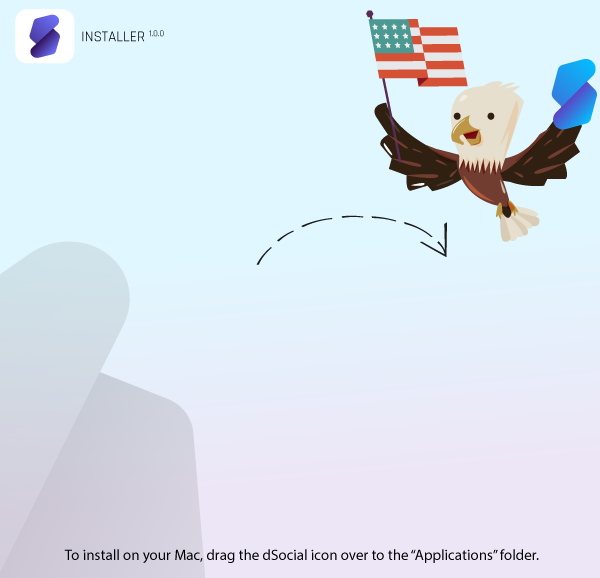 INSTALLER 1.0.0
To install on your Mac, drag the dSocial icon over to the “Applications” folder.